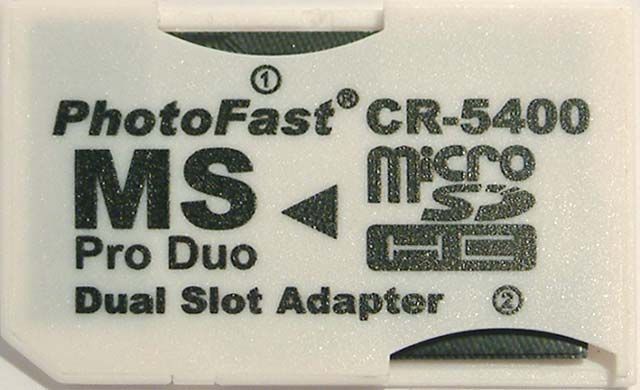 ①
PhotoFast® CR-5400
MS micro SD HC
Pro Duo
Dual Slot Adapter ②